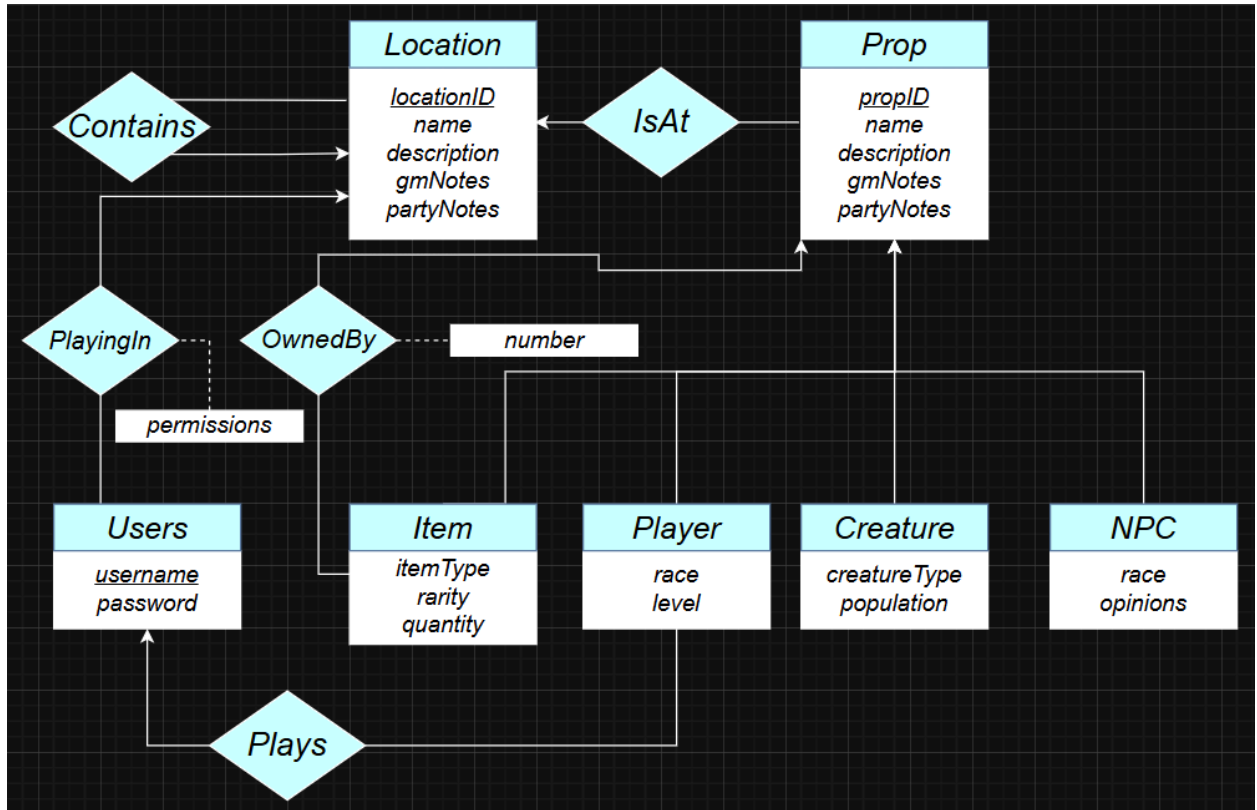 Location
locationID
name
description
gmNotes
partyNotes
Prop
propID
name
description
gmNotes
partyNotes
Contains
IsAt
PlayingIn
permissions
OwnedBy
number
Users
username
password
Item
itemType
rarity
quantity
Player
race
level
Creature
creatureType
population
NPC
race
opinions
Plays